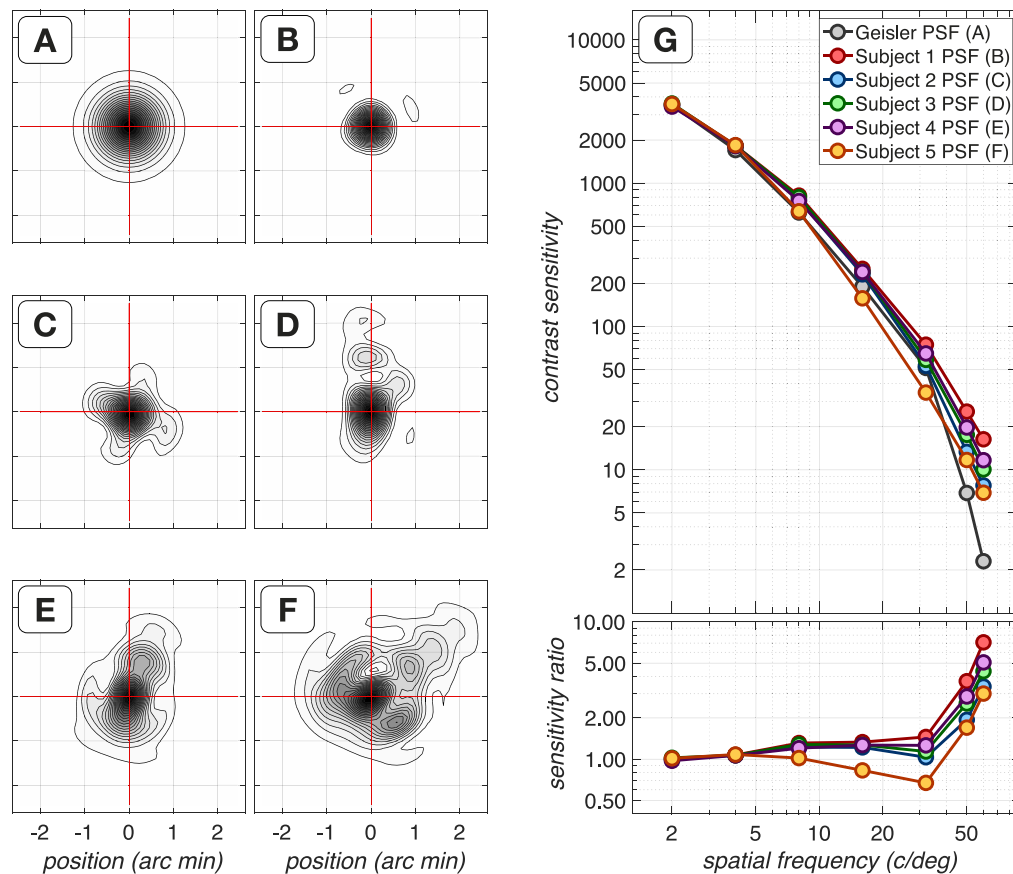 A
B
C
D
E
F
-2 -1 0 1 2
position (arc min)
-2 -1 0 1 2
position (arc min)
G
Geisler PSF (A)
Subject 1 PSF (B)
Subject 2 PSF (C)
Subject 3 PSF (D)
Subject 4 PSF (E)
Subject 5 PSF (F)
contrast sensitivity
10000
5000
2000
1000
500
200
100
50
20
10
5
2
sensitivity ratio
10.00
5.00
2.00
1.00
0.50
2 5 10 20 50
spatial frequency (c/deg)